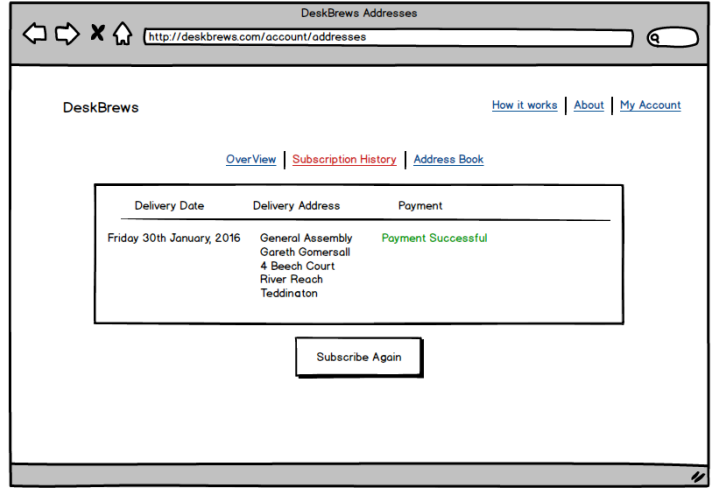 DeskBrews Addresses
http://deskbrews.com/account/addresses
DeskBrews
How it works | About | My Account
OverView | Subscription History | Address Book
Delivery Date Delivery Address Payment
Friday 30th January, 2016 General Assembly Payment Successful
Gareth Gomersall
4 Beech Court
River Reach
Teddington
Subscribe Again